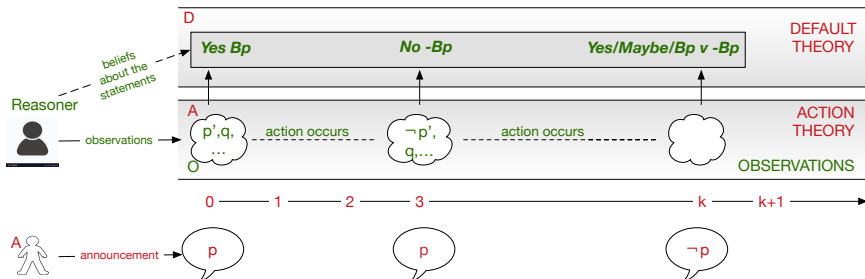 D
DEFAULT
THEORY
Yes Bp
No -Bp
Yes/Maybe/Bp v -Bp
beliefs
about the
statements
Reasoner
A
ACTION
THEORY
observations
p',q,
...
action occurs
¬p',
q,...
action occurs
O
OBSERVATIONS
0
1
2
3
k
k+1
A
announcement
p
p
¬p